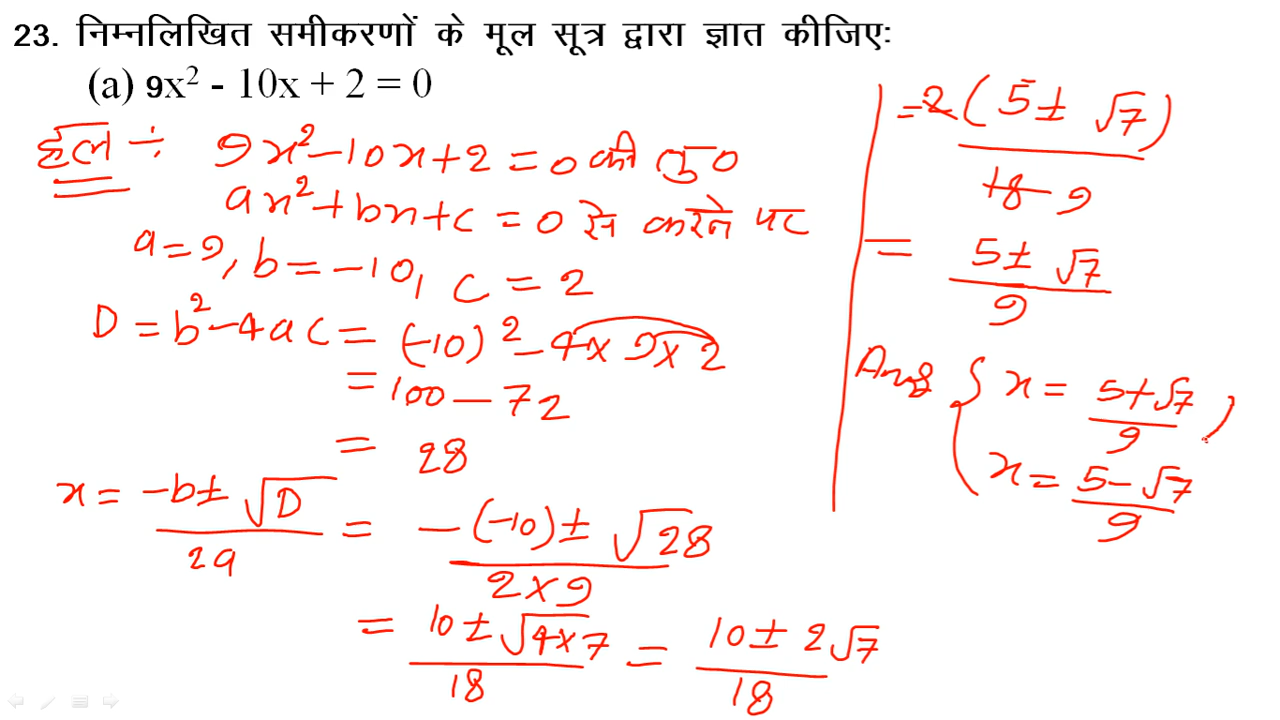 23. निम्नलिखित समीकरणों के मूल सूत्र द्वारा ज्ञात कीजिए:
(a) 9x² - 10x + 2 = 0
हल ÷ 9x² - 10x + 2 = 0 की तु०
ax² + bx + c = 0 से करने पर
a = 9, b = -10, c = 2
D = b² - 4ac = (-10)² - 4 x 9 x 2
= 100 - 72
= 28
x = (-b ± √D) / 2a = (-(-10) ± √28) / (2 x 9)
= (10 ± √(4 x 7)) / 18 = (10 ± 2√7) / 18
= 2(5 ± √7) / 18 9
= (5 ± √7) / 9
Ans { x = (5 + √7) / 9 ,
x = (5 - √7) / 9